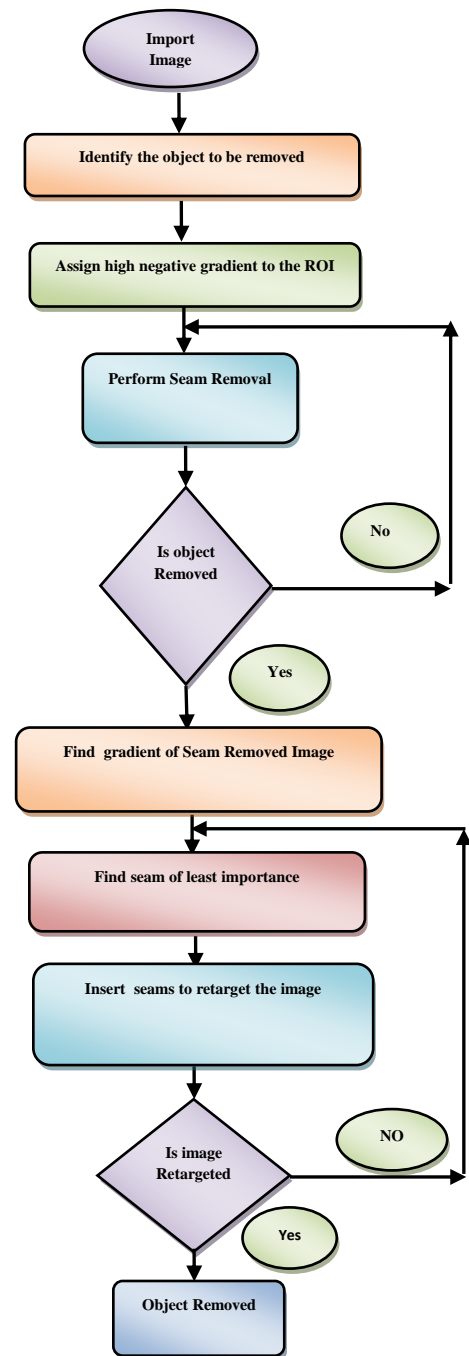 Import
Image
Identify the object to be removed
Assign high negative gradient to the ROI
Perform Seam Removal
Is object
Removed
No
Yes
Find gradient of Seam Removed Image
Find seam of least importance
Insert seams to retarget the image
Is image
Retargeted
NO
Yes
Object Removed